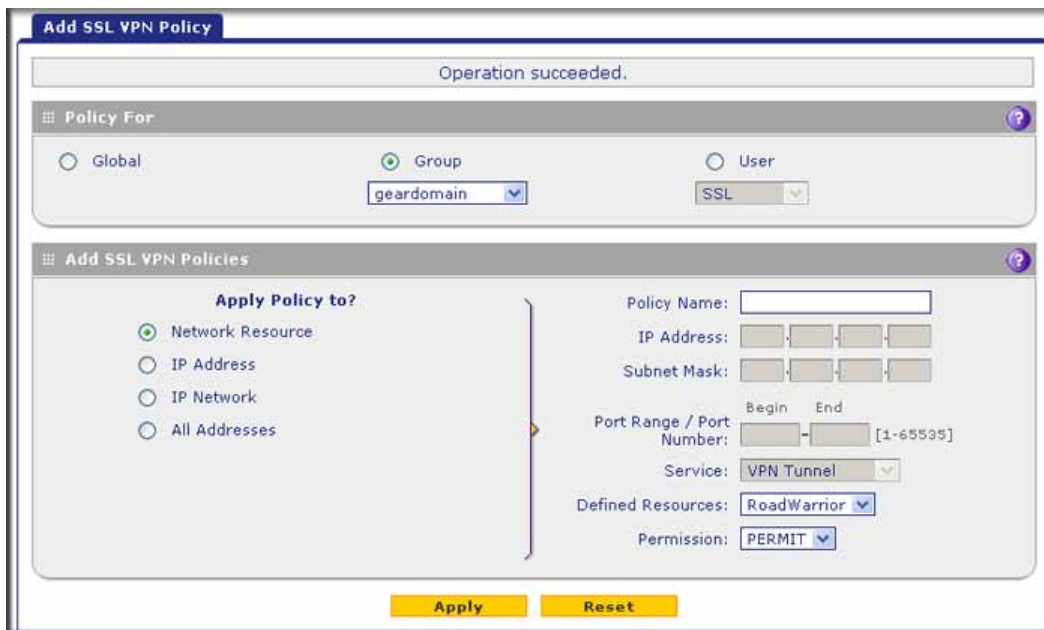 Add SSL VPN Policy
Operation succeeded.
Policy For
?
Global
Group
User
geardomain
SSL
Add SSL VPN Policies
?
Apply Policy to?
Network Resource
IP Address
IP Network
All Addresses
Policy Name:
IP Address:
. . .
Subnet Mask:
. . .
Begin End
Port Range / Port
Number:
- [1-65535]
Service: VPN Tunnel
Defined Resources: RoadWarrior
Permission: PERMIT
Apply Reset